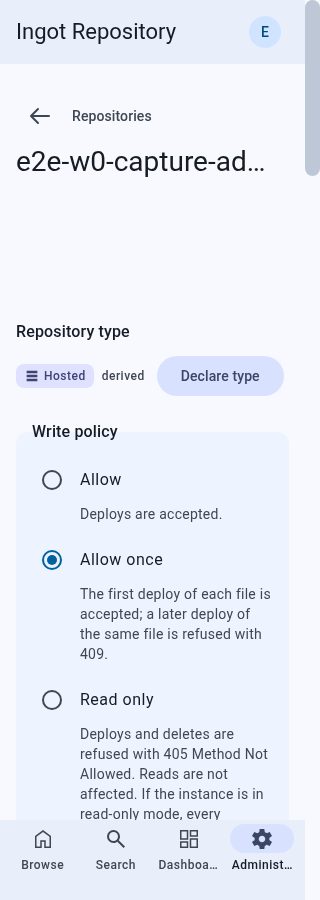 Ingot Repository
E
Repositories
e2e-w0-capture-ad…
Repository type
Hosted derived Declare type
Write policy
Allow
Deploys are accepted.
Allow once
The first deploy of each file is
accepted; a later deploy of
the same file is refused with
409.
Read only
Deploys and deletes are
refused with 405 Method Not
Allowed. Reads are not
affected. If the instance is in
read-only mode, every
Browse Search Dashboa… Administ…